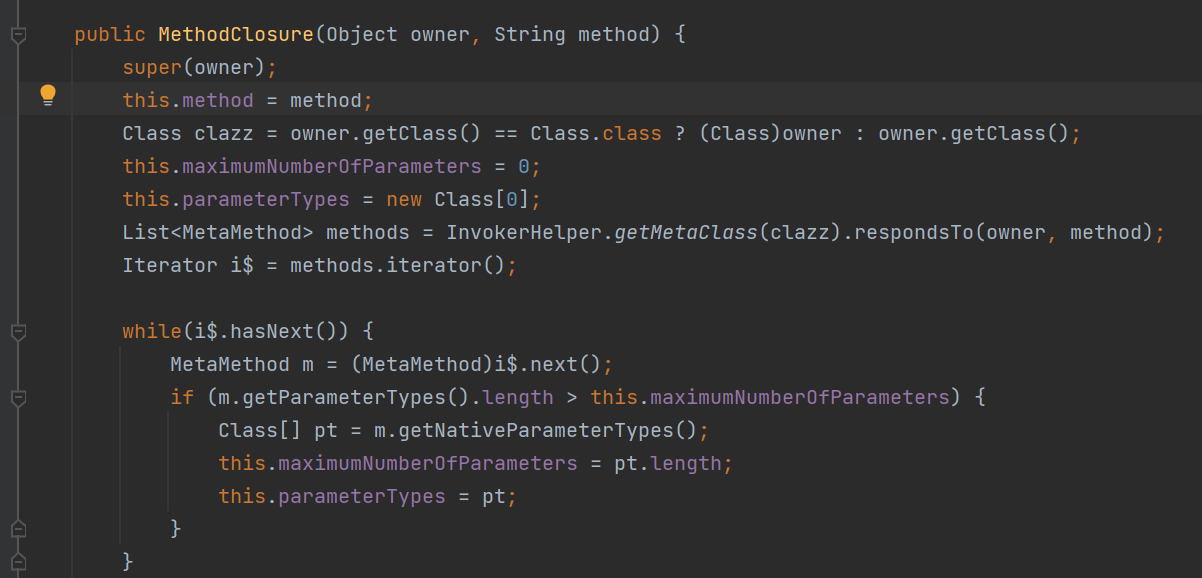 public MethodClosure(Object owner, String method) {
super(owner);
this.method = method;
Class clazz = owner.getClass() == Class.class ? (Class)owner : owner.getClass();
this.maximumNumberOfParameters = 0;
this.parameterTypes = new Class[0];
List<MetaMethod> methods = InvokerHelper.getMetaClass(clazz).respondsTo(owner, method);
Iterator i$ = methods.iterator();
while(i$.hasNext()) {
MetaMethod m = (MetaMethod)i$.next();
if (m.getParameterTypes().length > this.maximumNumberOfParameters) {
Class[] pt = m.getNativeParameterTypes();
this.maximumNumberOfParameters = pt.length;
this.parameterTypes = pt;
}
}